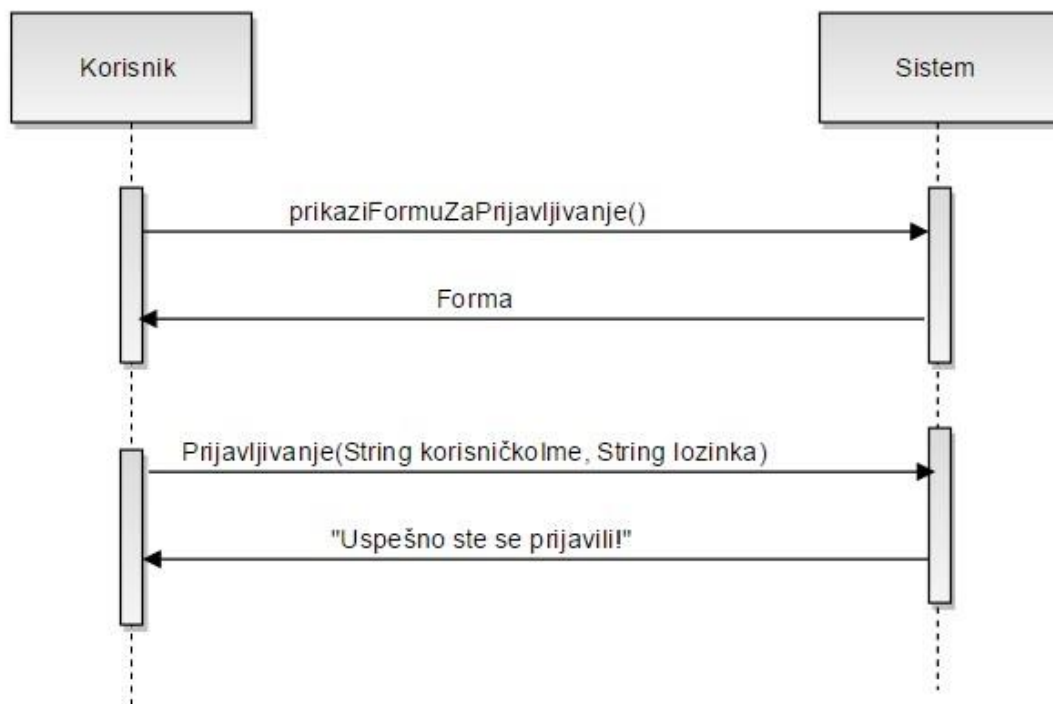 Korisnik
Sistem
prikaziFormuZaPrijavljivanje()
Forma
Prijavljivanje(String korisničkoIme, String lozinka)
"Uspešno ste se prijavili!"